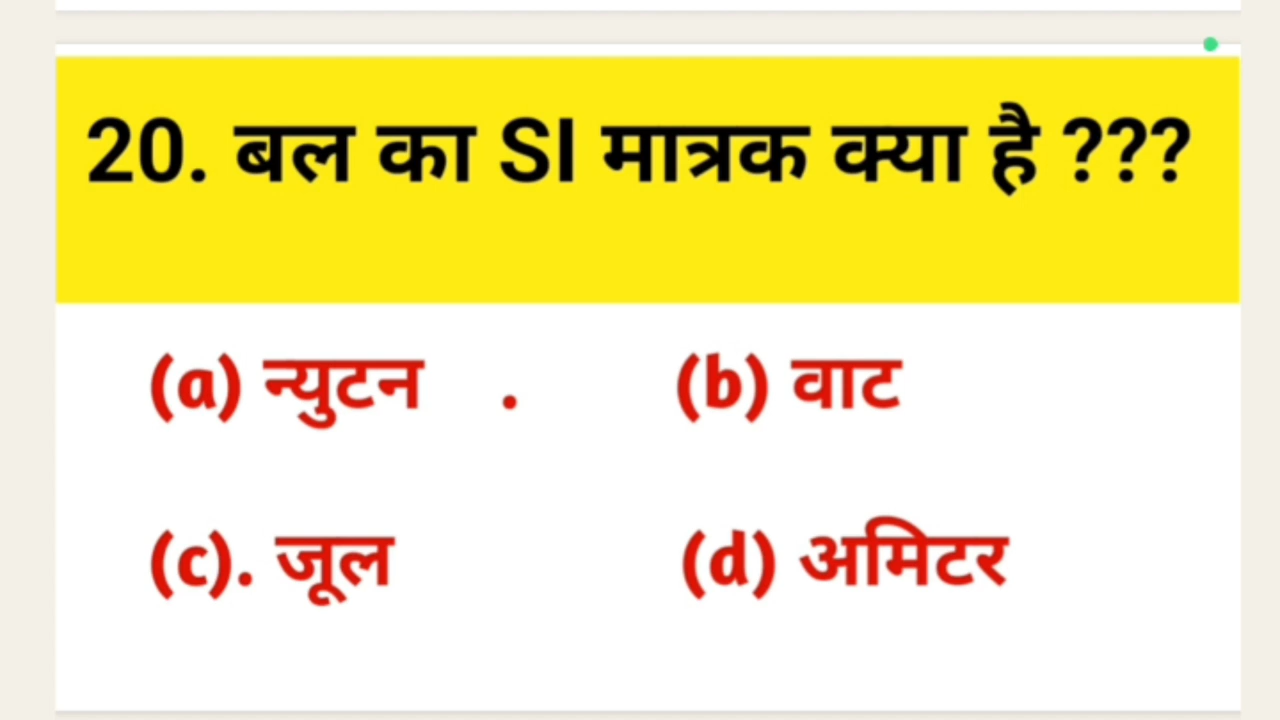 20. बल का SI मात्रक क्या है ???
(a) न्युटन . (b) वाट
(c). जूल (d) अमिटर